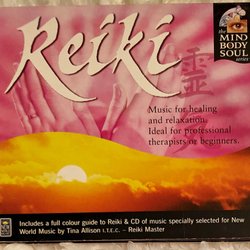 Reiki
the
MIND
BODY
SOUL
series
霊
Music for healing
and relaxation.
Ideal for professional
therapists or beginners.
Includes a full colour guide to Reiki & CD of music specially selected for New
World Music by Tina Allison I.T.E.C. – Reiki Master